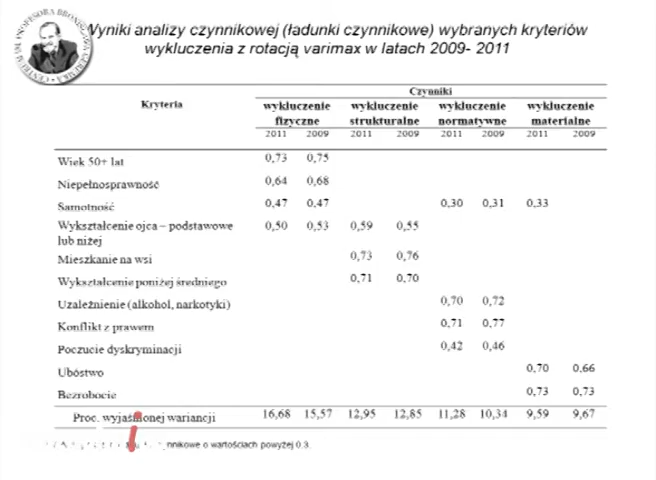 Wyniki analizy czynnikowej (ładunki czynnikowe) wybranych kryteriów
wykluczenia z rotacją varimax w latach 2009- 2011
Czynniki
Kryteria wykluczenie fizyczne wykluczenie strukturalne wykluczenie normatywne wykluczenie materialne
2011 2009 2011 2009 2011 2009 2011 2009
Wiek 50+ lat 0,73 0,75
Niepełnosprawność 0,64 0,68
Samotność 0,47 0,47 0,30 0,31 0,33
Wykształcenie ojca – podstawowe 0,50 0,53 0,59 0,55
lub niżej
Mieszkanie na wsi 0,73 0,76
Wykształcenie poniżej średniego 0,71 0,70
Uzależnienie (alkohol, narkotyki) 0,70 0,72
Konflikt z prawem 0,71 0,77
Poczucie dyskryminacji 0,42 0,46
Ubóstwo 0,70 0,66
Bezrobocie 0,73 0,73
Proc. wyjaśnionej wariancji 16,68 15,57 12,95 12,85 11,28 10,34 9,59 9,67
o wartościach powyżej 0.3.